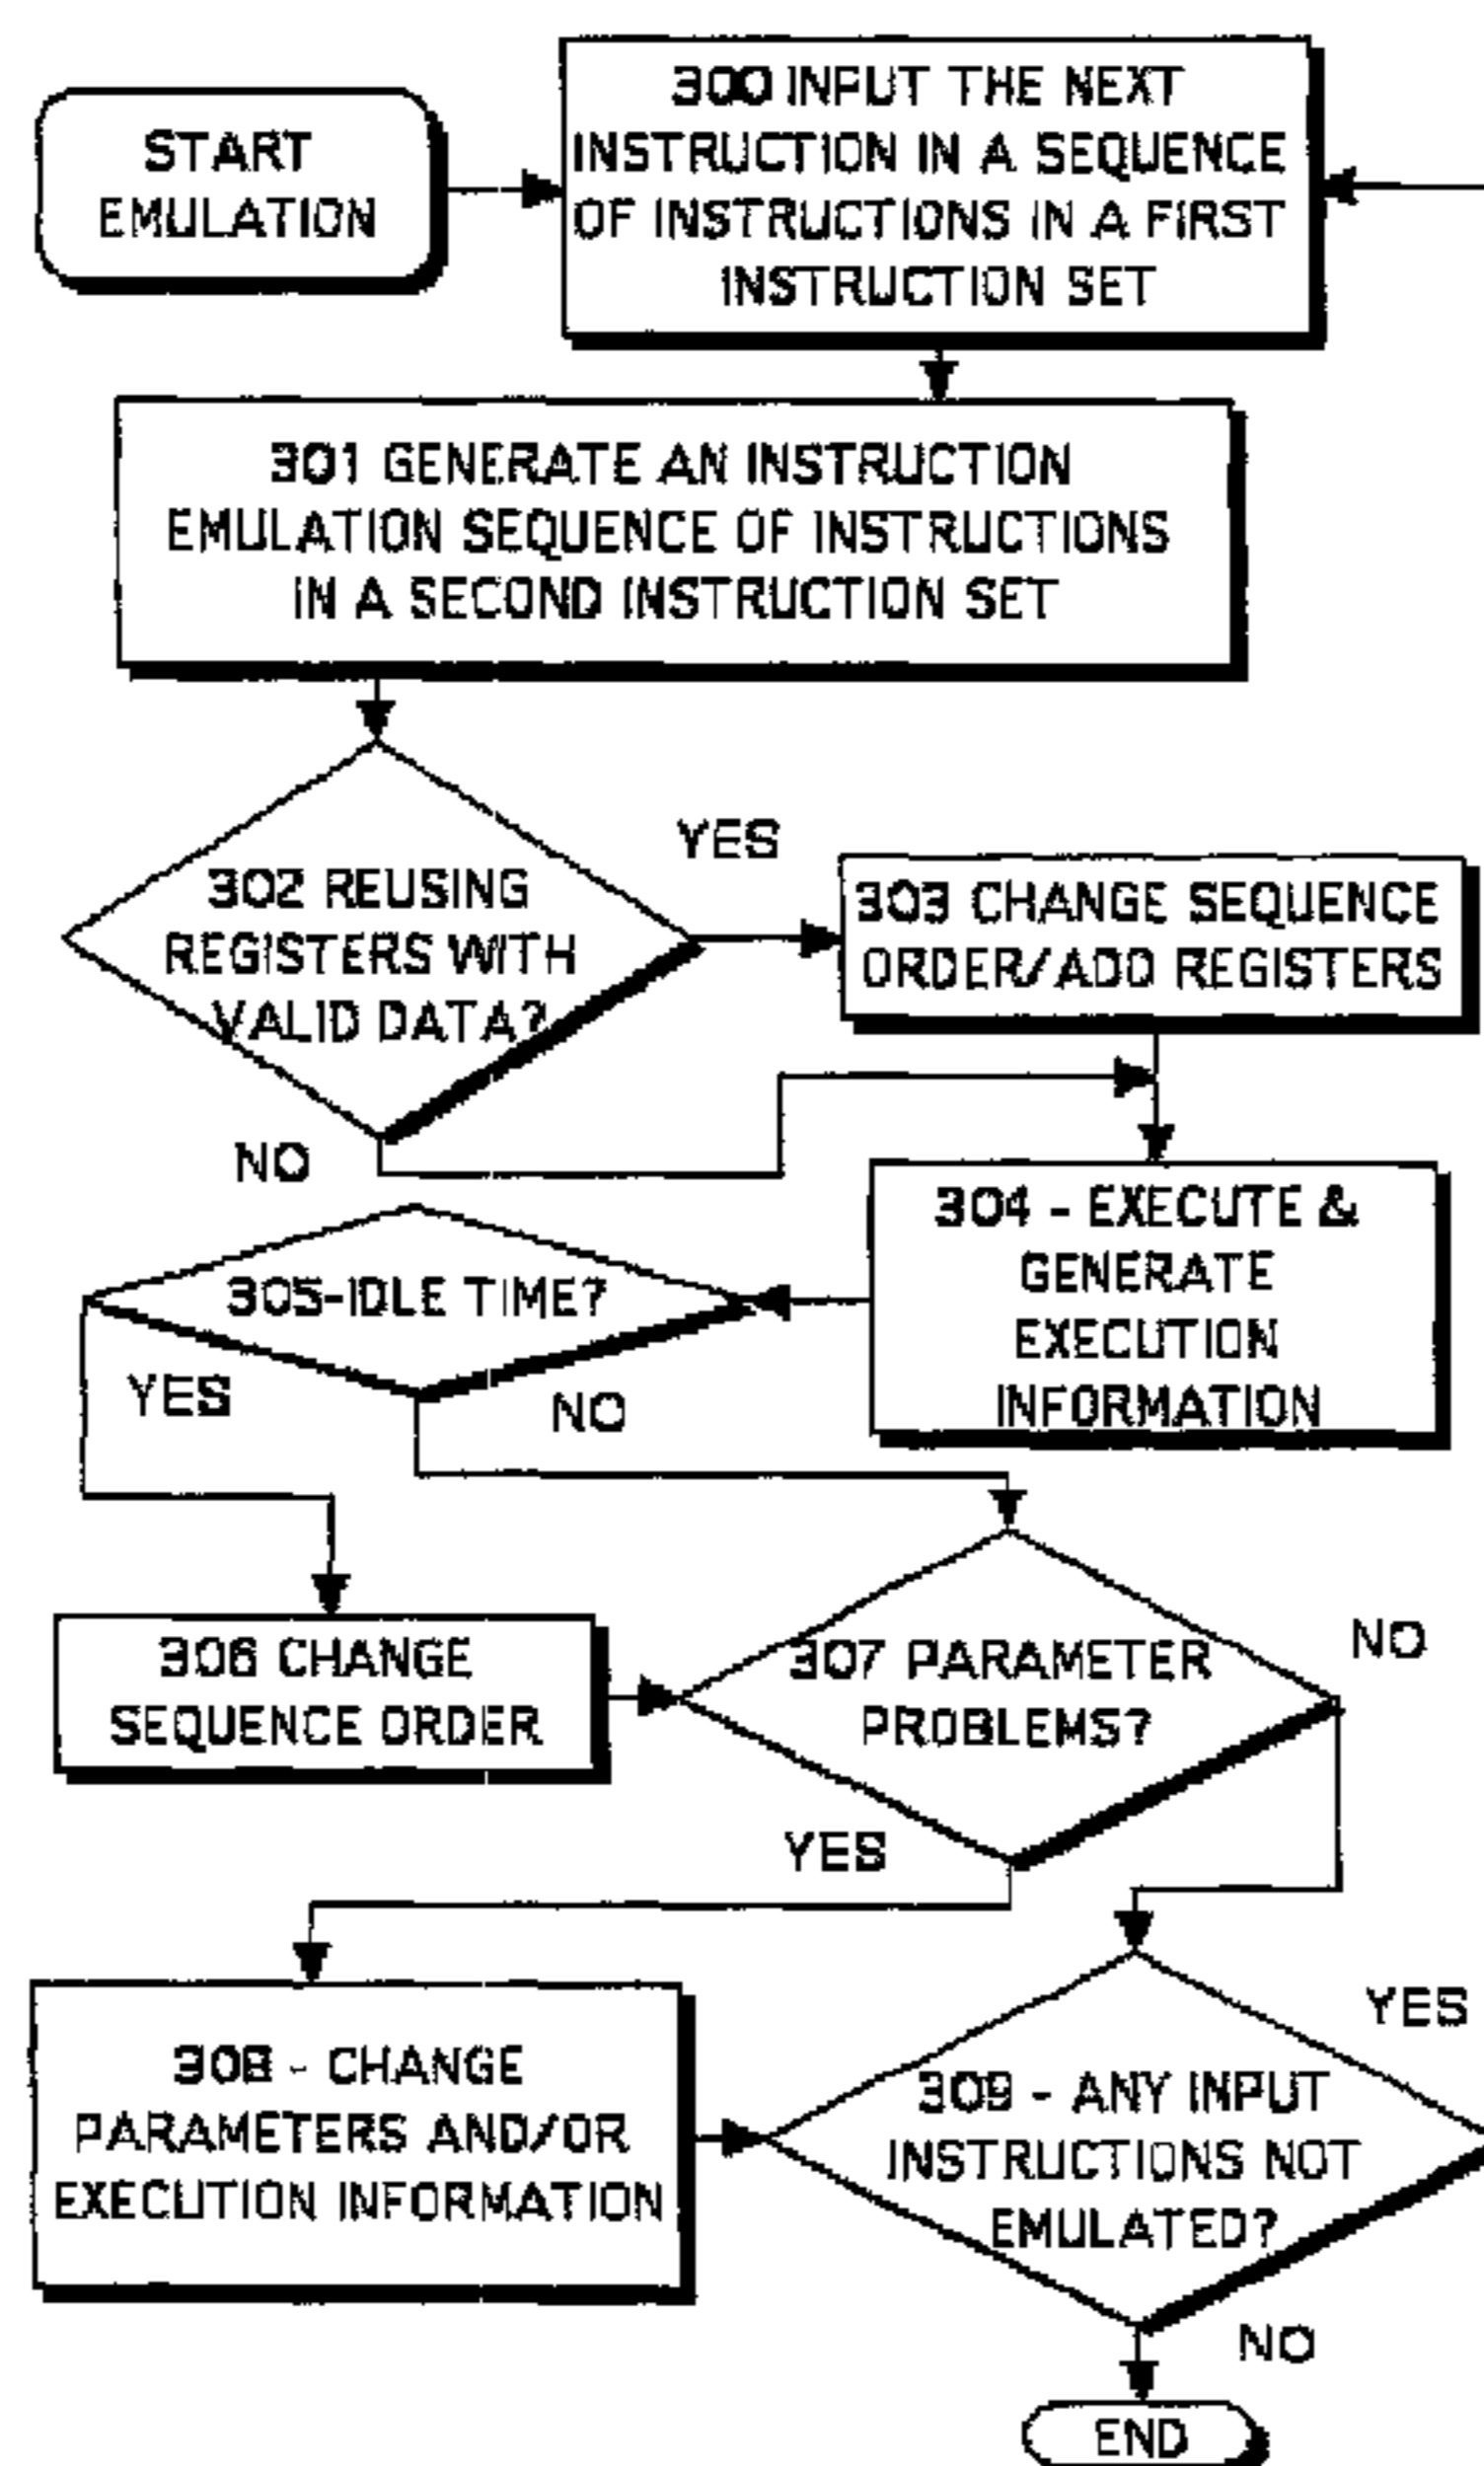 START
EMULATION
300 INPUT THE NEXT
INSTRUCTION IN A SEQUENCE
OF INSTRUCTIONS IN A FIRST
INSTRUCTION SET
301 GENERATE AN INSTRUCTION
EMULATION SEQUENCE OF INSTRUCTIONS
IN A SECOND INSTRUCTION SET
302 REUSING
REGISTERS WITH
VALID DATA?
YES
303 CHANGE SEQUENCE
ORDER/ADD REGISTERS
NO
304 - EXECUTE &
GENERATE
EXECUTION
INFORMATION
305-IDLE TIME?
YES
NO
306 CHANGE
SEQUENCE ORDER
307 PARAMETER
PROBLEMS?
NO
YES
308 - CHANGE
PARAMETERS AND/OR
EXECUTION INFORMATION
309 - ANY INPUT
INSTRUCTIONS NOT
EMULATED?
YES
NO
END